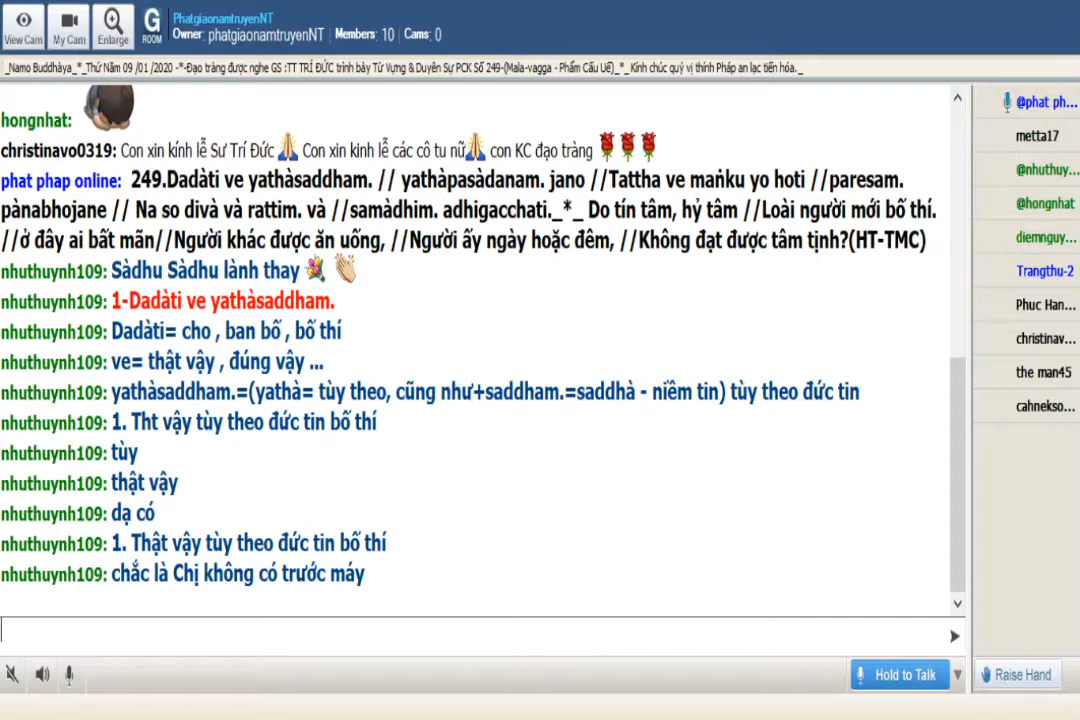 PhatgiaonamtruyenNT
G ROOM Owner: phatgiaonamtruyenNT | Members: 10 | Cams: 0
View Cam My Cam Enlarge
_Namo Buddhàya_*_Thứ Năm 09 /01 /2020 -*-Đạo tràng được nghe GS :TT TRÍ ĐỨC trình bày Từ Vựng & Duyên Sự PCK Số 249-(Mala-vagga - Phẩm Cấu Uế)_*_ Kính chúc quý vị thính Pháp an lạc tiến hóa._
hongnhat:
christinavo0319: Con xin kính lễ Sư Trí Đức 🙏 Con xin kinh lễ các cô tu nữ🙏 con KC đạo tràng 🌹🌹🌹
phat phap online: 249.Dadàti ve yathàsaddham. // yathàpasàdanam. jano //Tattha ve maṅku yo hoti //paresam.
pànabhojane // Na so divà và rattim. và //samàdhim. adhigacchati._*_ Do tín tâm, hỷ tâm //Loài người mới bố thí.
//ở đây ai bất mãn//Người khác được ăn uống, //Người ấy ngày hoặc đêm, //Không đạt được tâm tịnh?(HT-TMC)
nhuthuynh109: Sàdhu Sàdhu lành thay 💐 👏
nhuthuynh109: 1-Dadàti ve yathàsaddham.
nhuthuynh109: Dadàti= cho , ban bố , bố thí
nhuthuynh109: ve= thật vậy , đúng vậy ...
nhuthuynh109: yathàsaddham.=(yathà= tùy theo, cũng như+saddham.=saddhà - niềm tin) tùy theo đức tin
nhuthuynh109: 1. Tht vậy tùy theo đức tin bố thí
nhuthuynh109: tùy
nhuthuynh109: thật vậy
nhuthuynh109: dạ có
nhuthuynh109: 1. Thật vậy tùy theo đức tin bố thí
nhuthuynh109: chắc là Chị không có trước máy
@phat ph...
metta17
@nhuthuy...
@hongnhat
diemnguy...
Trangthu-2
Phuc Han...
christinav...
the man45
cahnekso...
Hold to Talk
Raise Hand